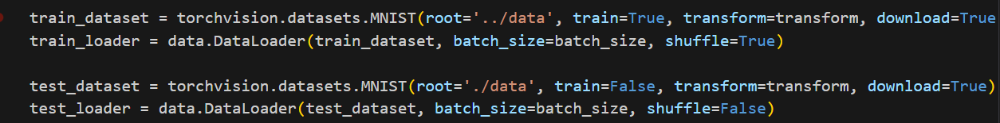 train_dataset = torchvision.datasets.MNIST(root='../data', train=True, transform=transform, download=True
train_loader = data.DataLoader(train_dataset, batch_size=batch_size, shuffle=True)
test_dataset = torchvision.datasets.MNIST(root='./data', train=False, transform=transform, download=True)
test_loader = data.DataLoader(test_dataset, batch_size=batch_size, shuffle=False)